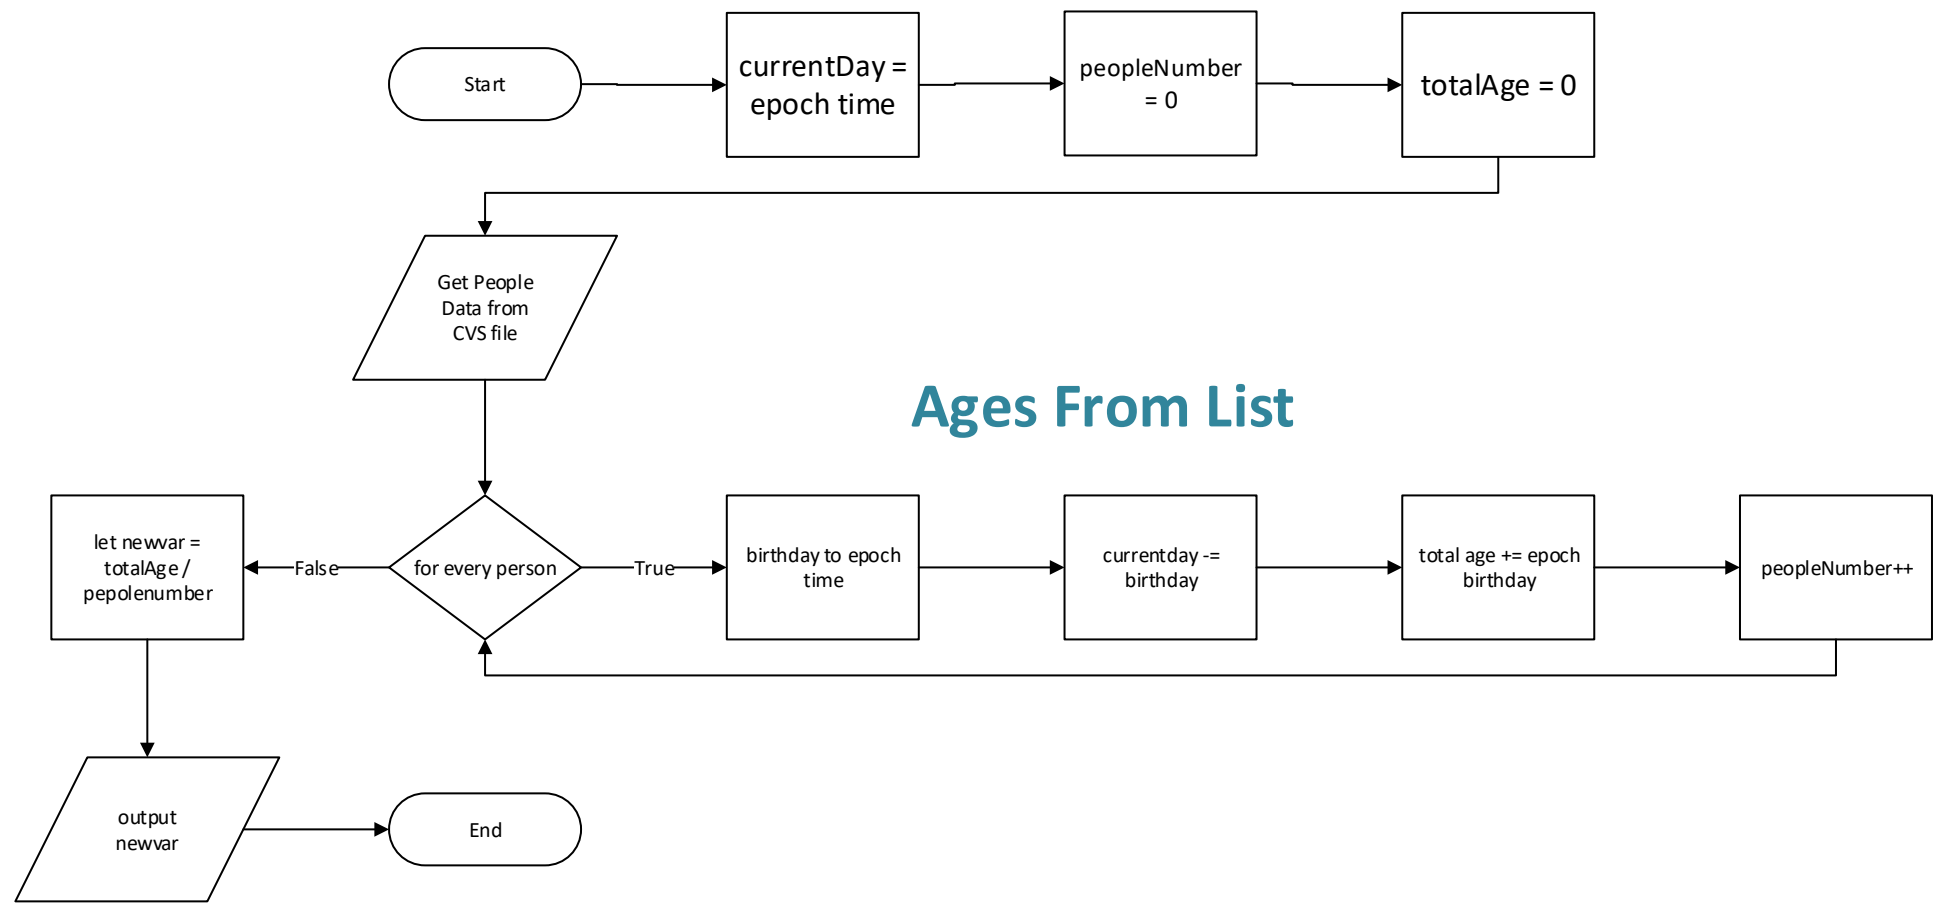 Start
currentDay =
epoch time
peopleNumber
= 0
totalAge = 0
Get People
Data from
CVS file
Ages From List
let newvar =
totalAge /
pepolenumber
False
for every person
True
birthday to epoch
time
currentday -=
birthday
total age += epoch
birthday
peopleNumber++
output
newvar
End